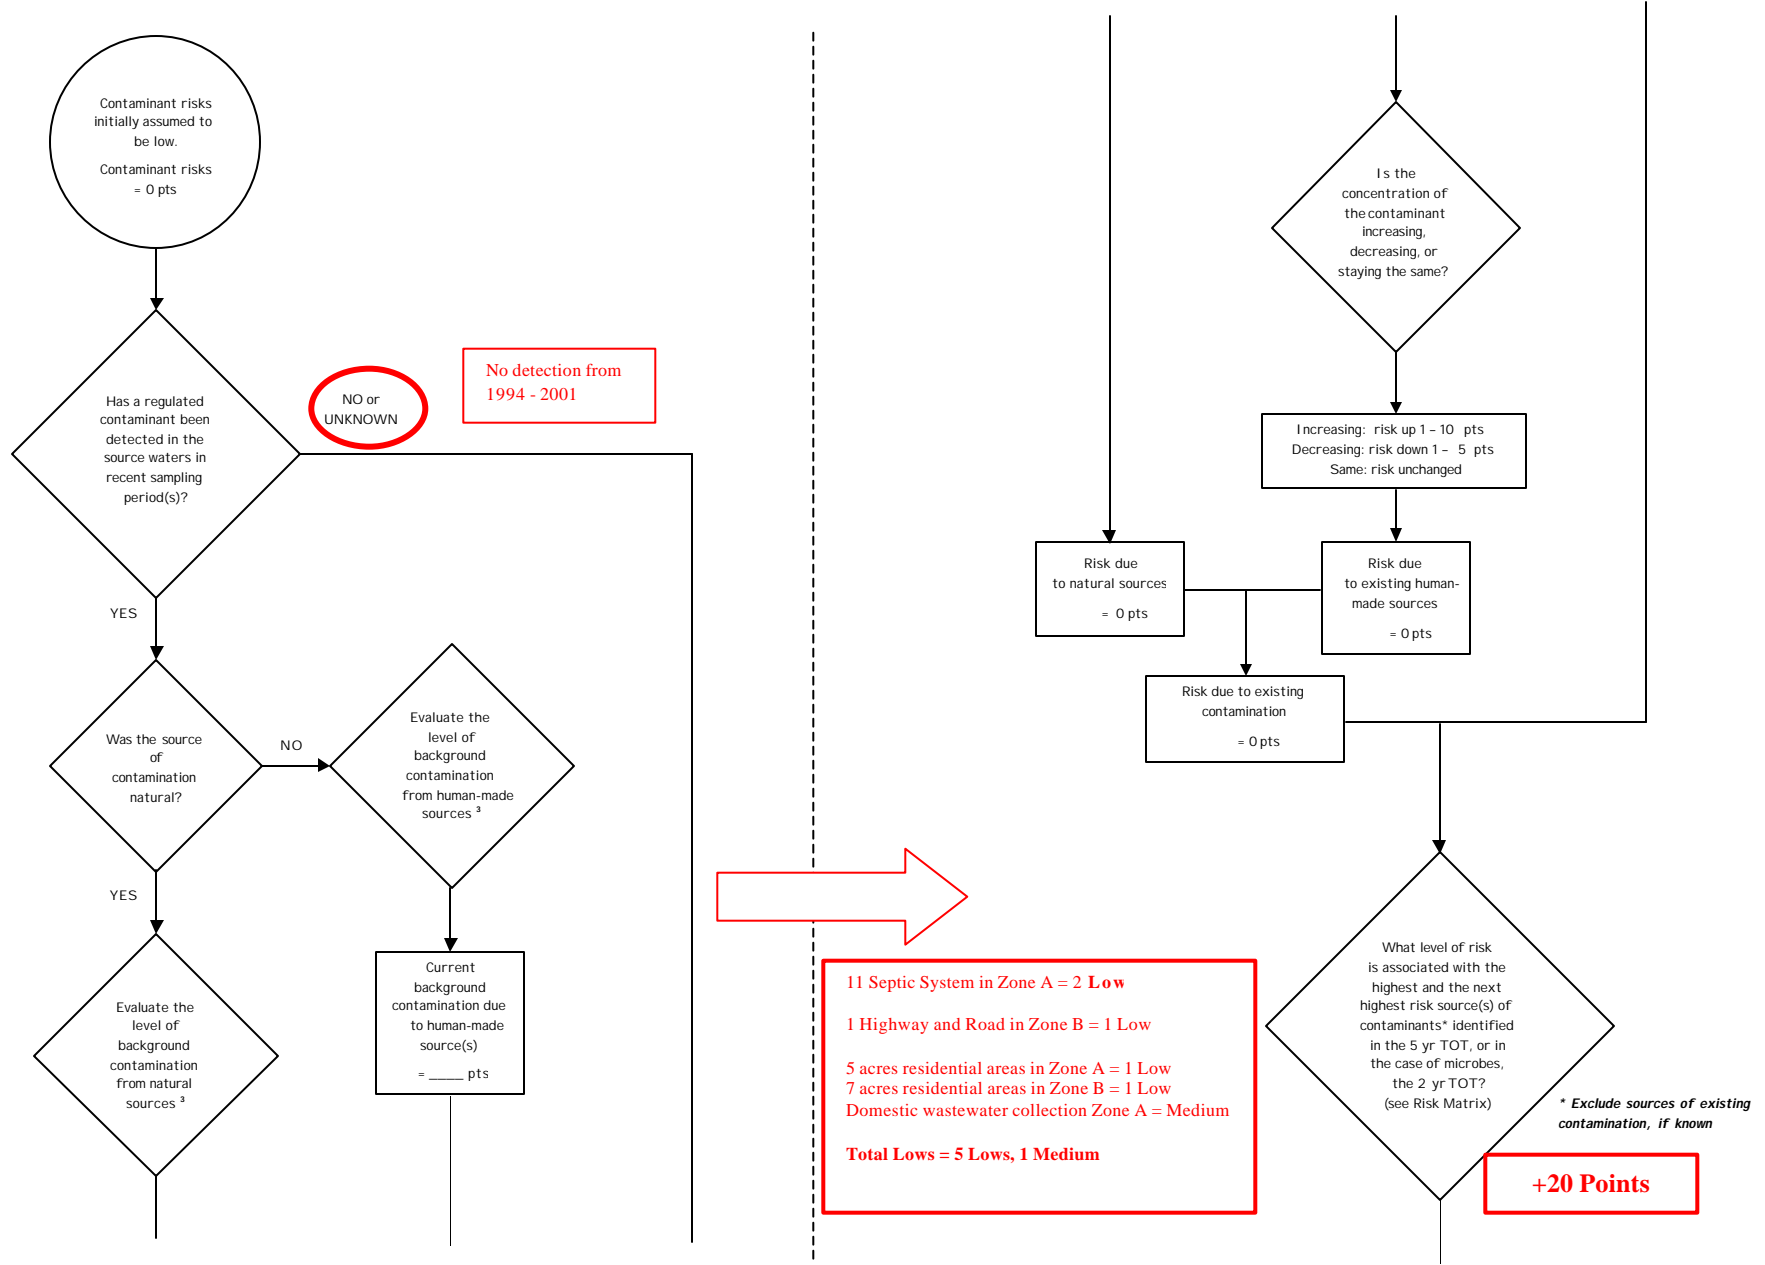 Contaminant risks
initially assumed to
be low.
Contaminant risks
= 0 pts
Has a regulated
contaminant been
detected in the
source waters in
recent sampling
period(s)?
NO or
UNKNOWN
No detection from
1994 - 2001
YES
Was the source
of
contamination
natural?
NO
Evaluate the
level of
background
contamination
from human-made
sources ³
YES
Evaluate the
level of
background
contamination
from natural
sources ³
Current
background
contamination due
to human-made
source(s)
= ____ pts
Is the
concentration of
the contaminant
increasing,
decreasing, or
staying the same?
Increasing: risk up 1 – 10 pts
Decreasing: risk down 1 – 5 pts
Same: risk unchanged
Risk due
to natural sources
= 0 pts
Risk due
to existing human-
made sources
= 0 pts
Risk due to existing
contamination
= 0 pts
11 Septic System in Zone A = 2 Low
1 Highway and Road in Zone B = 1 Low
5 acres residential areas in Zone A = 1 Low
7 acres residential areas in Zone B = 1 Low
Domestic wastewater collection Zone A = Medium
Total Lows = 5 Lows, 1 Medium
What level of risk
is associated with the
highest and the next
highest risk source(s) of
contaminants* identified
in the 5 yr TOT, or in
the case of microbes,
the 2 yr TOT?
(see Risk Matrix)
* Exclude sources of existing
contamination, if known
+20 Points